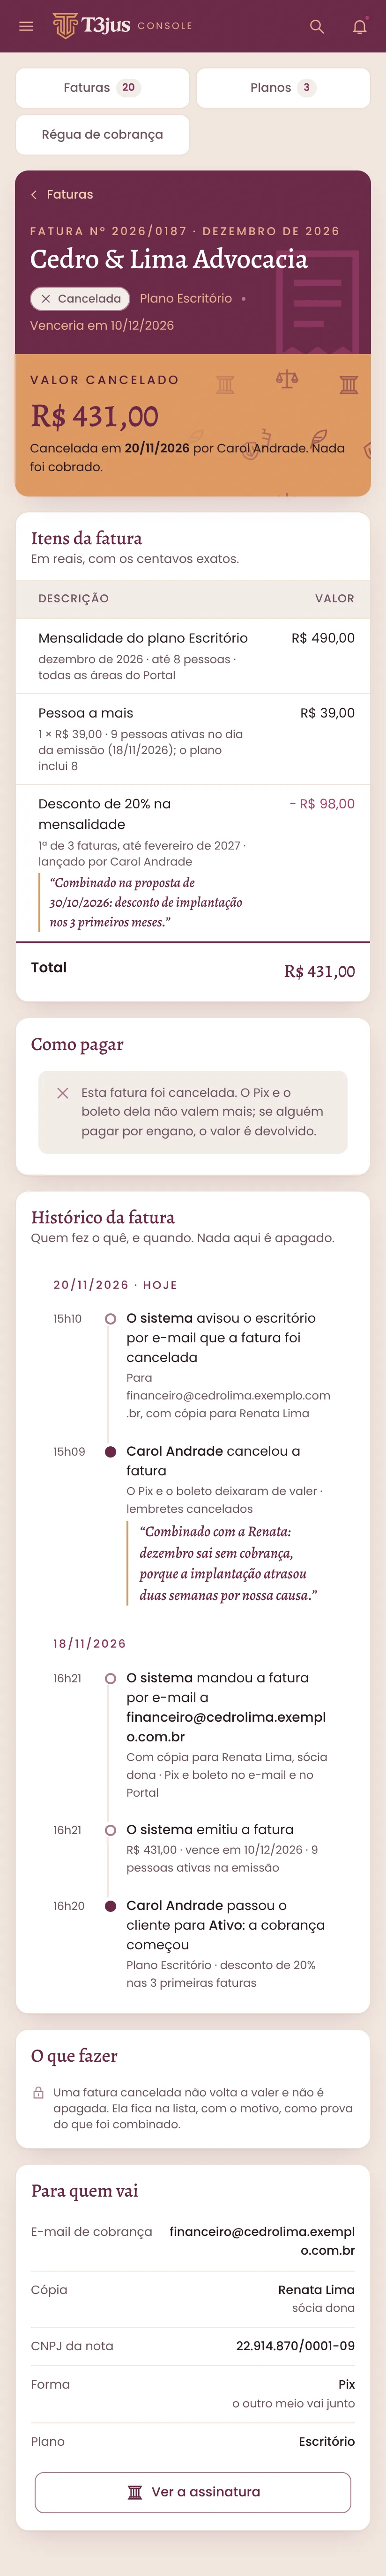 T3jus CONSOLE
Faturas 20
Planos 3
Régua de cobrança
Faturas
FATURA Nº 2026/0187 · DEZEMBRO DE 2026
Cedro & Lima Advocacia
Cancelada Plano Escritório •
Venceria em 10/12/2026
VALOR CANCELADO
R$ 431,00
Cancelada em 20/11/2026 por Carol Andrade. Nada
foi cobrado.
Itens da fatura
Em reais, com os centavos exatos.
DESCRIÇÃO VALOR
Mensalidade do plano Escritório R$ 490,00
dezembro de 2026 · até 8 pessoas ·
todas as áreas do Portal
Pessoa a mais R$ 39,00
1 × R$ 39,00 · 9 pessoas ativas no dia
da emissão (18/11/2026); o plano
inclui 8
Desconto de 20% na − R$ 98,00
mensalidade
1ª de 3 faturas, até fevereiro de 2027 ·
lançado por Carol Andrade
“Combinado na proposta de
30/10/2026: desconto de implantação
nos 3 primeiros meses.”
Total R$ 431,00
Como pagar
Esta fatura foi cancelada. O Pix e o
boleto dela não valem mais; se alguém
pagar por engano, o valor é devolvido.
Histórico da fatura
Quem fez o quê, e quando. Nada aqui é apagado.
20/11/2026 · HOJE
15h10 O sistema avisou o escritório
por e-mail que a fatura foi
cancelada
Para
financeiro@cedrolima.exemplo.com
.br, com cópia para Renata Lima
15h09 Carol Andrade cancelou a
fatura
O Pix e o boleto deixaram de valer ·
lembretes cancelados
“Combinado com a Renata:
dezembro sai sem cobrança,
porque a implantação atrasou
duas semanas por nossa causa.”
18/11/2026
16h21 O sistema mandou a fatura
por e-mail a
financeiro@cedrolima.exempl
o.com.br
Com cópia para Renata Lima, sócia
dona · Pix e boleto no e-mail e no
Portal
16h21 O sistema emitiu a fatura
R$ 431,00 · vence em 10/12/2026 · 9
pessoas ativas na emissão
16h20 Carol Andrade passou o
cliente para Ativo: a cobrança
começou
Plano Escritório · desconto de 20%
nas 3 primeiras faturas
O que fazer
Uma fatura cancelada não volta a valer e não é
apagada. Ela fica na lista, com o motivo, como prova
do que foi combinado.
Para quem vai
E-mail de cobrança financeiro@cedrolima.exempl
o.com.br
Cópia Renata Lima
sócia dona
CNPJ da nota 22.914.870/0001-09
Forma Pix
o outro meio vai junto
Plano Escritório
Ver a assinatura